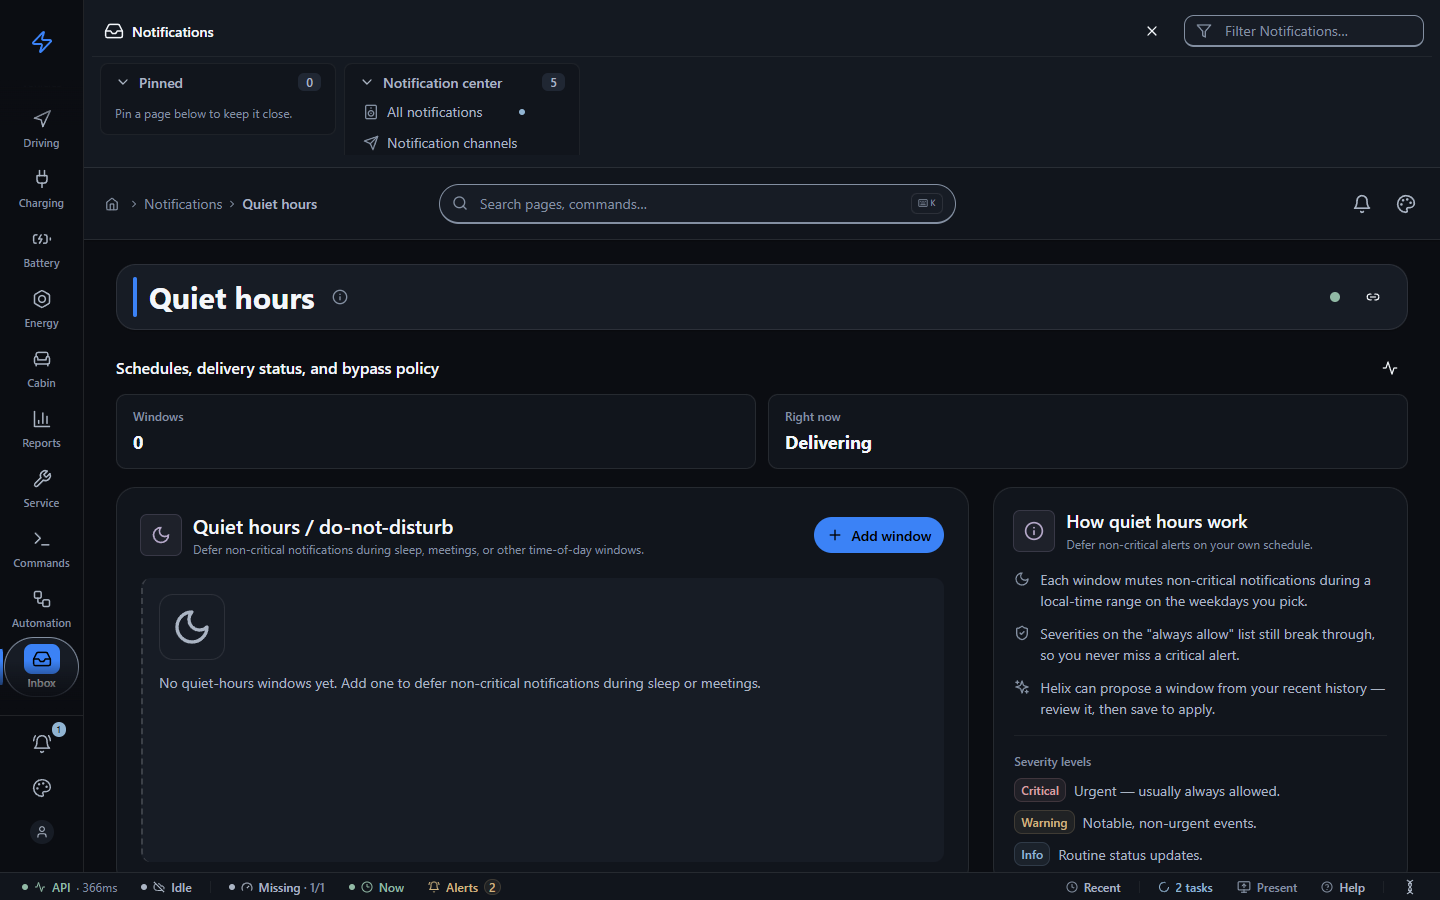 Notifications
Filter Notifications...
Pinned
0
Pin a page below to keep it close.
Notification center
5
All notifications
Notification channels
Driving
Charging
Battery
Energy
Cabin
Reports
Service
Commands
Automation
Inbox
1
Notifications
Quiet hours
Search pages, commands...
K
Quiet hours
Schedules, delivery status, and bypass policy
Windows
0
Right now
Delivering
Quiet hours / do-not-disturb
Defer non-critical notifications during sleep, meetings, or other time-of-day windows.
Add window
No quiet-hours windows yet. Add one to defer non-critical notifications during sleep or meetings.
How quiet hours work
Defer non-critical alerts on your own schedule.
Each window mutes non-critical notifications during a
local-time range on the weekdays you pick.
Severities on the "always allow" list still break through,
so you never miss a critical alert.
Helix can propose a window from your recent history —
review it, then save to apply.
Severity levels
Critical Urgent — usually always allowed.
Warning Notable, non-urgent events.
Info Routine status updates.
API · 366ms
Idle
Missing · 1/1
Now
Alerts 2
Recent
2 tasks
Present
Help